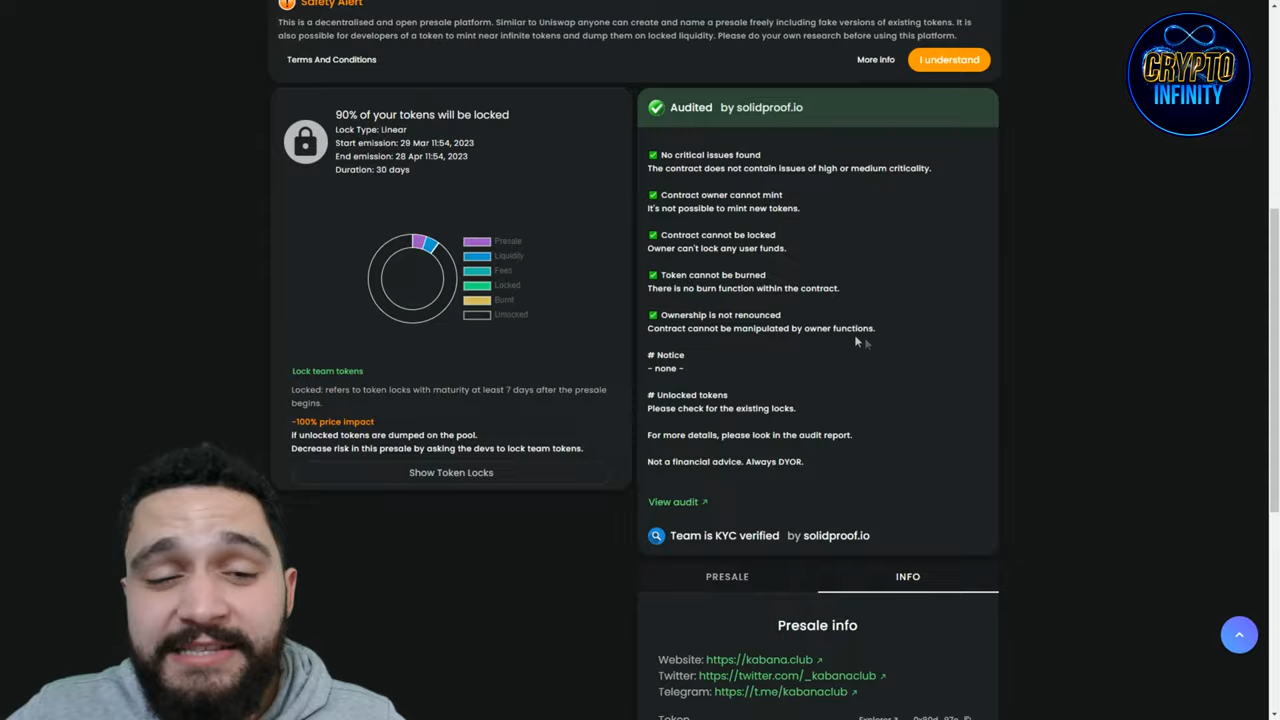 Safety Alert
This is a decentralised and open presale platform. Similar to Uniswap anyone can create and name a presale freely including fake versions of existing tokens. It is
also possible for developers of a token to mint near infinite tokens and dump them on locked liquidity. Please do your own research before using this platform.
Terms And Conditions
More info
I understand
CRYPTO
INFINITY
90% of your tokens will be locked
Lock Type: Linear
Start emission: 29 Mar 11:54, 2023
End emission: 28 Apr 11:54, 2023
Duration: 30 days
Presale
Liquidity
Fees
Locked
Burnt
Unlocked
Lock team tokens
Locked: refers to token locks with maturity at least 7 days after the presale
begins.
-100% price impact
If unlocked tokens are dumped on the pool.
Decrease risk in this presale by asking the devs to lock team tokens.
Show Token Locks
Audited by solidproof.io
No critical issues found
The contract does not contain issues of high or medium criticality.
Contract owner cannot mint
It's not possible to mint new tokens.
Contract cannot be locked
Owner can't lock any user funds.
Token cannot be burned
There is no burn function within the contract.
Ownership is not renounced
Contract cannot be manipulated by owner functions.
# Notice
- none -
# Unlocked tokens
Please check for the existing locks.
For more details, please look in the audit report.
Not a financial advice. Always DYOR.
View audit
Team is KYC verified by solidproof.io
PRESALE
INFO
Presale info
Website: https://kabana.club
Twitter: https://twitter.com/_kabanaclub
Telegram: https://t.me/kabanaclub
Token
Explorer